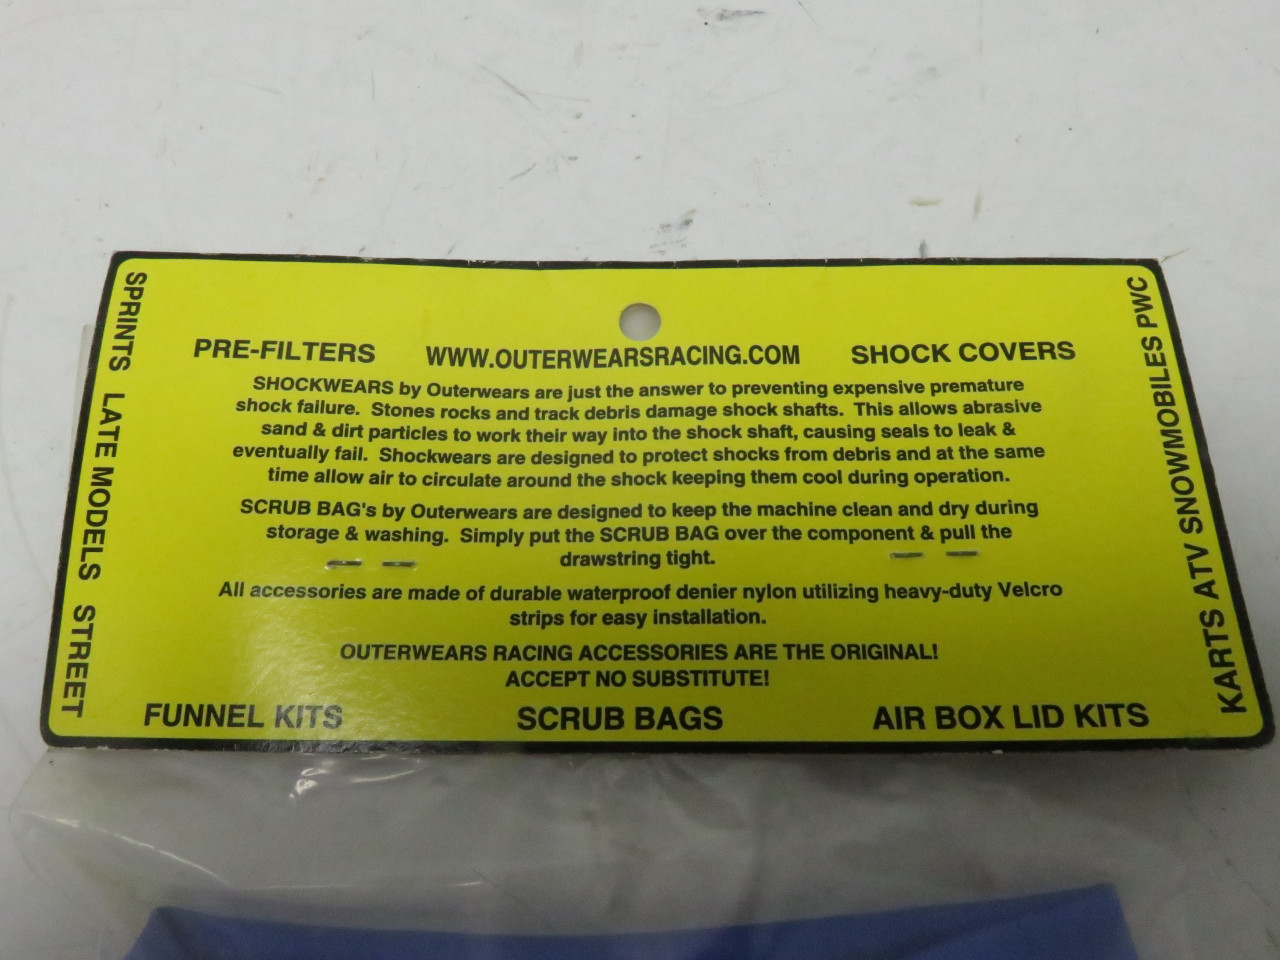 PRE-FILTERS
WWW.OUTERWEARSRACING.COM
SHOCK COVERS
SHOCKWEARS by Outerwears are just the answer to preventing expensive premature
shock failure. Stones rocks and track debris damage shock shafts. This allows abrasive
sand & dirt particles to work their way into the shock shaft, causing seals to leak &
eventually fail. Shockwears are designed to protect shocks from debris and at the same
time allow air to circulate around the shock keeping them cool during operation.
SCRUB BAG's by Outerwears are designed to keep the machine clean and dry during
storage & washing. Simply put the SCRUB BAG over the component & pull the
drawstring tight.
All accessories are made of durable waterproof denier nylon utilizing heavy-duty Velcro
strips for easy installation.
OUTERWEARS RACING ACCESSORIES ARE THE ORIGINAL!
ACCEPT NO SUBSTITUTE!
FUNNEL KITS
SCRUB BAGS
AIR BOX LID KITS
SPRINTS LATE MODELS STREET
KARTS ATV SNOWMOBILES PWC